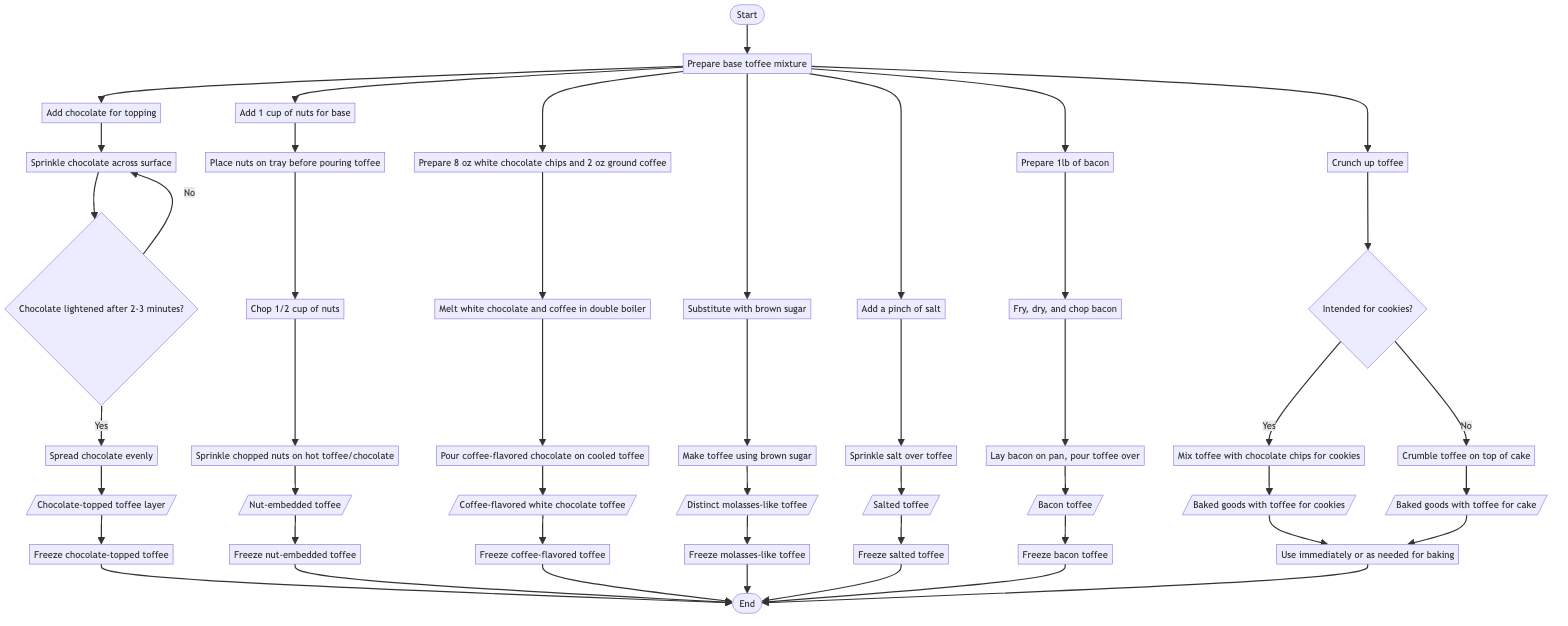 Start
Prepare base toffee mixture
Add chocolate for topping
Add 1 cup of nuts for base
Sprinkle chocolate across surface
Place nuts on tray before pouring toffee
Prepare 8 oz white chocolate chips and 2 oz ground coffee
Prepare 1lb of bacon
Crunch up toffee
No
Chocolate lightened after 2-3 minutes?
Chop 1/2 cup of nuts
Melt white chocolate and coffee in double boiler
Substitute with brown sugar
Add a pinch of salt
Fry, dry, and chop bacon
Intended for cookies?
Yes
Yes
No
Spread chocolate evenly
Sprinkle chopped nuts on hot toffee/chocolate
Pour coffee-flavored chocolate on cooled toffee
Make toffee using brown sugar
Sprinkle salt over toffee
Lay bacon on pan, pour toffee over
Mix toffee with chocolate chips for cookies
Crumble toffee on top of cake
Chocolate-topped toffee layer
Nut-embedded toffee
Coffee-flavored white chocolate toffee
Distinct molasses-like toffee
Salted toffee
Bacon toffee
Baked goods with toffee for cookies
Baked goods with toffee for cake
Freeze chocolate-topped toffee
Freeze nut-embedded toffee
Freeze coffee-flavored toffee
Freeze molasses-like toffee
Freeze salted toffee
Freeze bacon toffee
Use immediately or as needed for baking
End